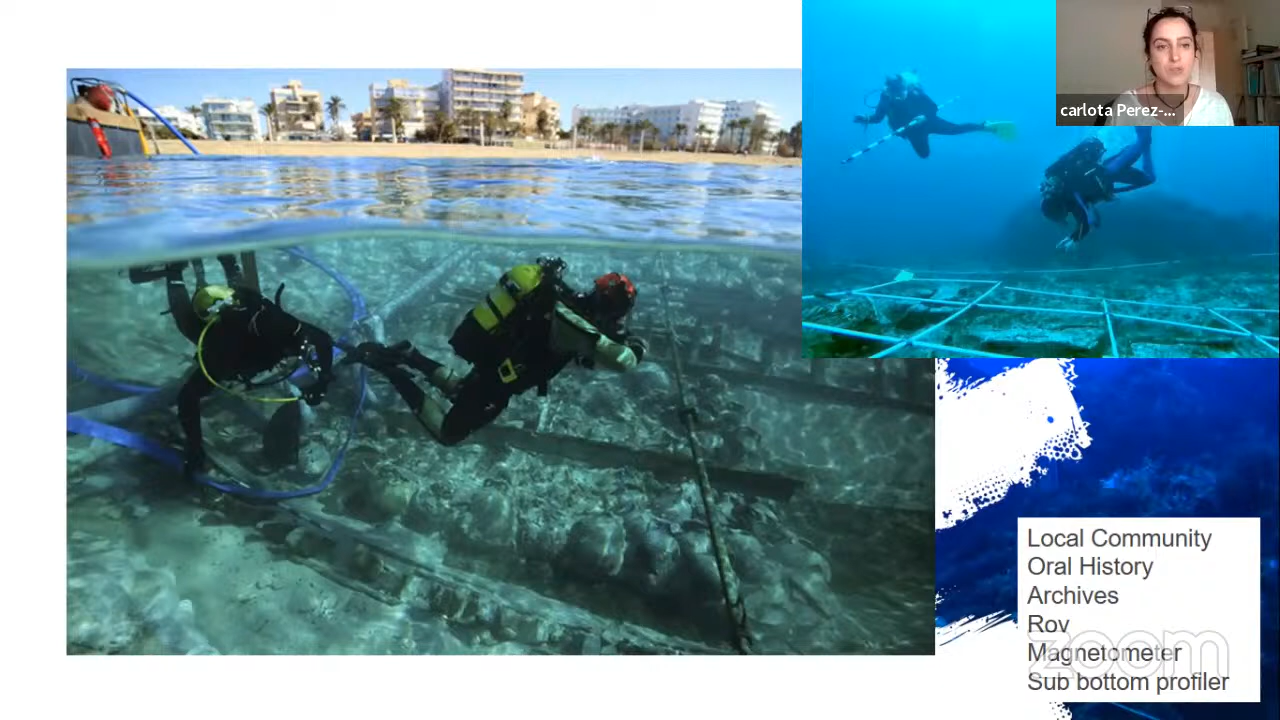 carlota Perez-...
Local Community
Oral History
Archives
Rov
Magnetometer
Sub bottom profiler
zoom